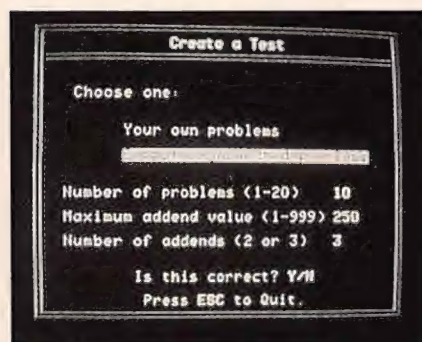 Create a Test
Choose one:
Your own problems
Number of problems (1-20) 10
Maximum addend value (1-999) 250
Number of addends (2 or 3) 3
Is this correct? Y/N
Press ESC to Quit.